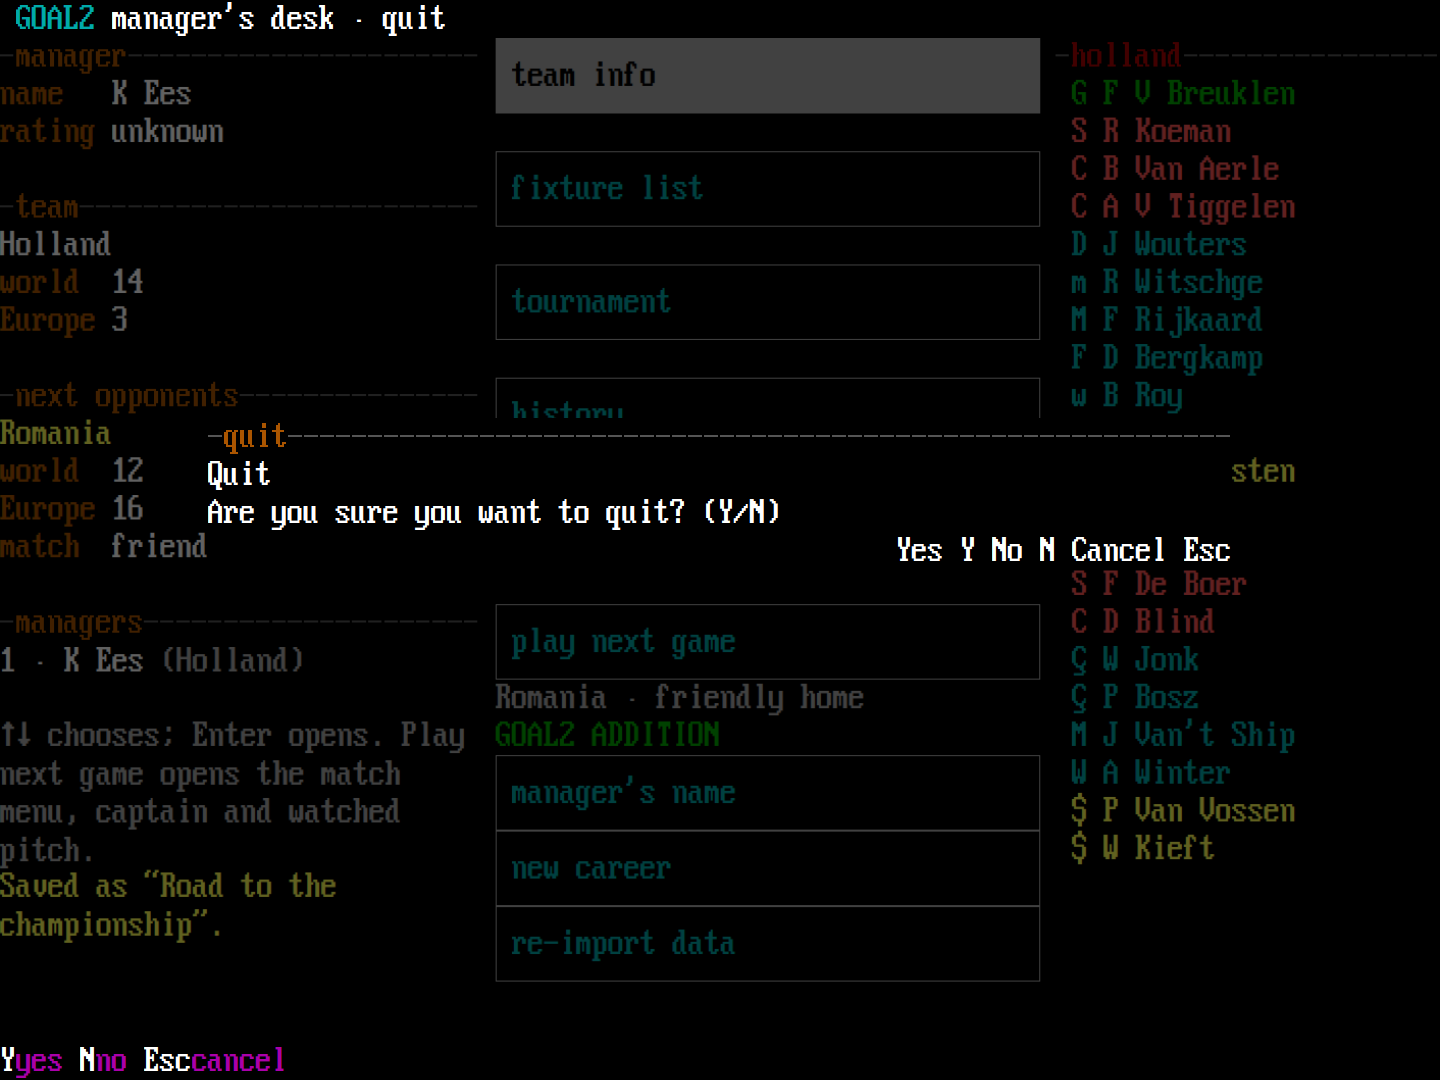 GOAL2 manager's desk · quit
manager
name K Ees
rating unknown
team
Holland
world 14
Europe 3
next opponents
Romania
world 12
Europe 16
match friend
managers
1 · K Ees (Holland)
↑↓ chooses; Enter opens. Play
next game opens the match
menu, captain and watched
pitch.
Saved as “Road to the
championship”.
team info
fixture list
tournament
history
quit
Quit
Are you sure you want to quit? (Y/N)
Yes Y No N Cancel Esc
play next game
Romania · friendly home
GOAL2 ADDITION
manager's name
new career
re-import data
holland
G F V Breuklen
S R Koeman
C B Van Aerle
C A V Tiggelen
D J Wouters
m R Witschge
M F Rijkaard
F D Bergkamp
w B Roy
sten
S F De Boer
C D Blind
Ç W Jonk
Ç P Bosz
M J Van't Ship
W A Winter
$ P Van Vossen
$ W Kieft
Yyes Nno Esccancel